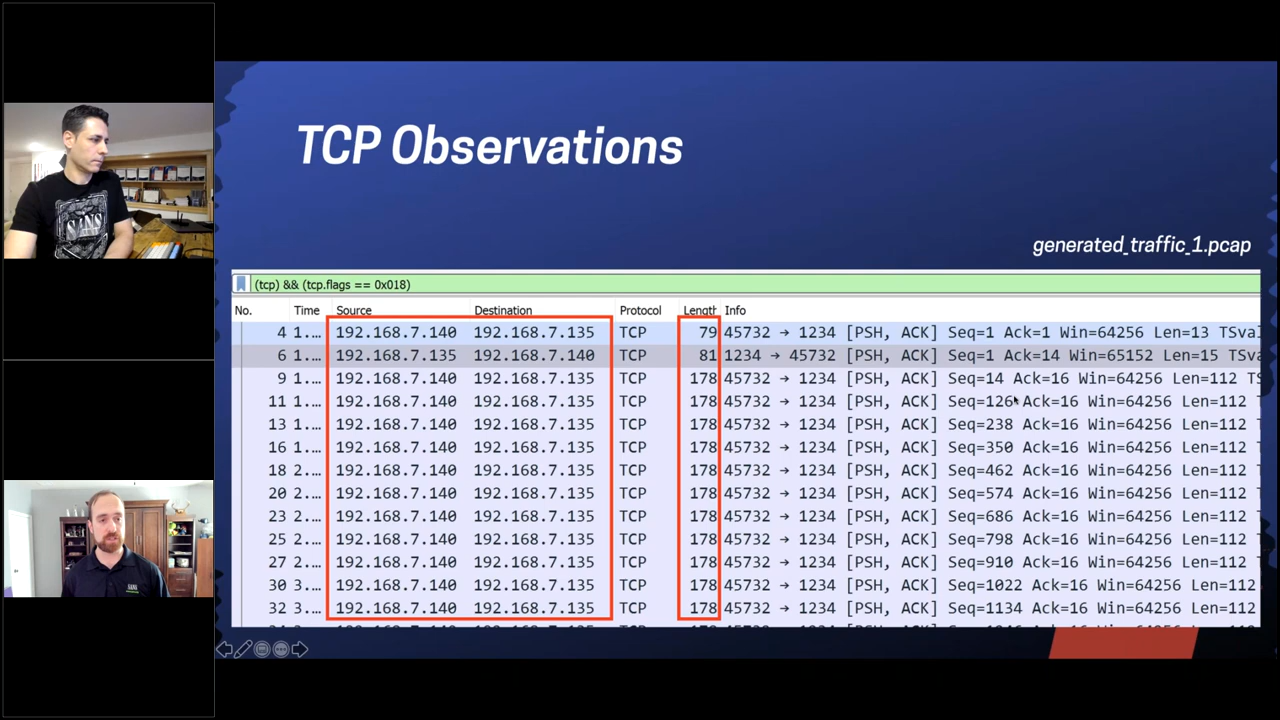 TCP Observations
generated_traffic_1.pcap
(tcp) && (tcp.flags == 0x018)
No. Time Source Destination Protocol Length Info
4 1.… 192.168.7.140 192.168.7.135 TCP 79 45732 → 1234 [PSH, ACK] Seq=1 Ack=1 Win=64256 Len=13 TSval
6 1.… 192.168.7.135 192.168.7.140 TCP 81 1234 → 45732 [PSH, ACK] Seq=1 Ack=14 Win=65152 Len=15 TSva
9 1.… 192.168.7.140 192.168.7.135 TCP 178 45732 → 1234 [PSH, ACK] Seq=14 Ack=16 Win=64256 Len=112 TS
11 1.… 192.168.7.140 192.168.7.135 TCP 178 45732 → 1234 [PSH, ACK] Seq=126 Ack=16 Win=64256 Len=112 T
13 1.… 192.168.7.140 192.168.7.135 TCP 178 45732 → 1234 [PSH, ACK] Seq=238 Ack=16 Win=64256 Len=112 T
16 1.… 192.168.7.140 192.168.7.135 TCP 178 45732 → 1234 [PSH, ACK] Seq=350 Ack=16 Win=64256 Len=112 T
18 2.… 192.168.7.140 192.168.7.135 TCP 178 45732 → 1234 [PSH, ACK] Seq=462 Ack=16 Win=64256 Len=112 T
20 2.… 192.168.7.140 192.168.7.135 TCP 178 45732 → 1234 [PSH, ACK] Seq=574 Ack=16 Win=64256 Len=112 T
23 2.… 192.168.7.140 192.168.7.135 TCP 178 45732 → 1234 [PSH, ACK] Seq=686 Ack=16 Win=64256 Len=112 T
25 2.… 192.168.7.140 192.168.7.135 TCP 178 45732 → 1234 [PSH, ACK] Seq=798 Ack=16 Win=64256 Len=112 T
27 2.… 192.168.7.140 192.168.7.135 TCP 178 45732 → 1234 [PSH, ACK] Seq=910 Ack=16 Win=64256 Len=112 T
30 3.… 192.168.7.140 192.168.7.135 TCP 178 45732 → 1234 [PSH, ACK] Seq=1022 Ack=16 Win=64256 Len=112
32 3.… 192.168.7.140 192.168.7.135 TCP 178 45732 → 1234 [PSH, ACK] Seq=1134 Ack=16 Win=64256 Len=112
SANS
SANS